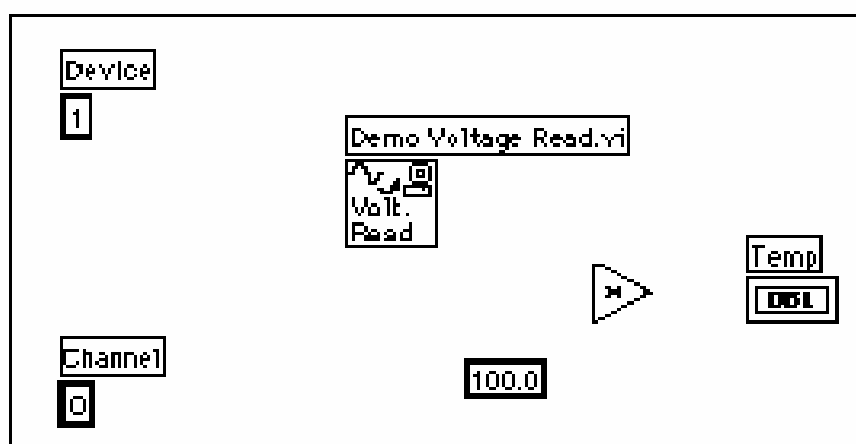 Device
1
Demo Voltage Read.vi
Volt.
Read
Temp
DBL
Channel
0
100.0